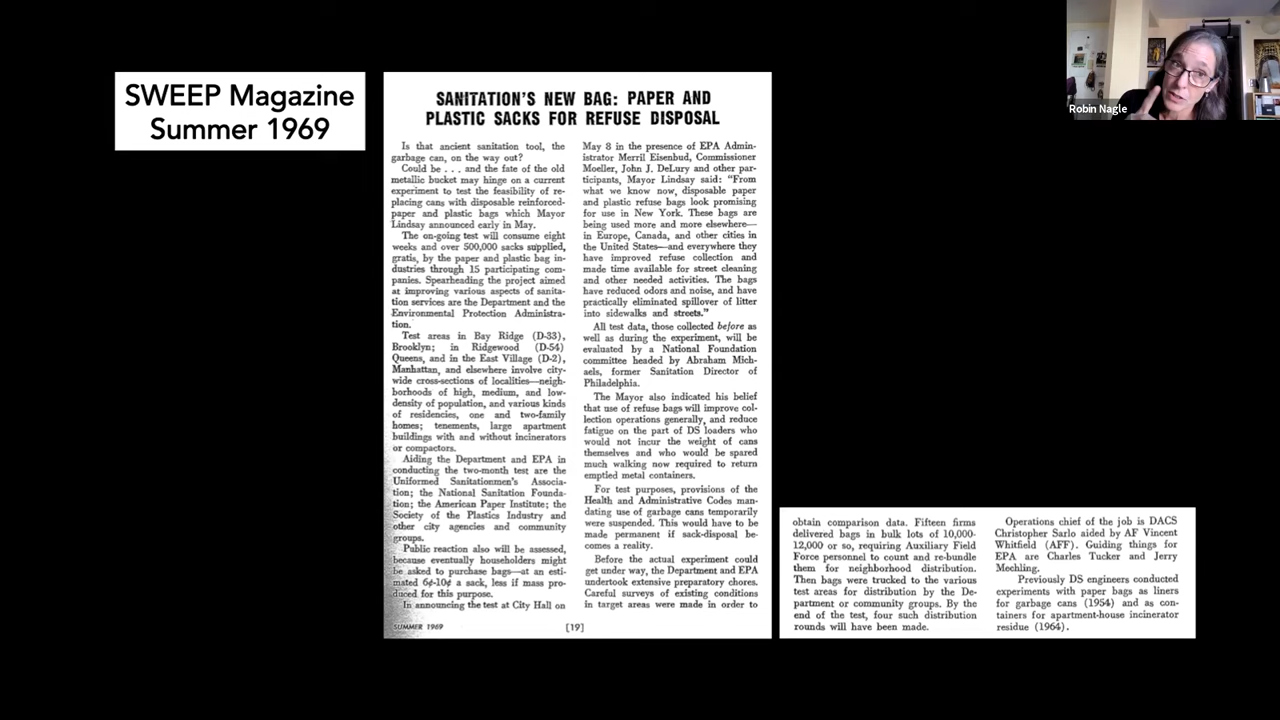 SWEEP Magazine
Summer 1969
SANITATION'S NEW BAG: PAPER AND
PLASTIC SACKS FOR REFUSE DISPOSAL
Is that ancient sanitation tool, the
garbage can, on the way out?
Could be . . . and the fate of the old
metallic bucket may hinge on a current
experiment to test the feasibility of re-
placing cans with disposable reinforced-
paper and plastic bags which Mayor
Lindsay announced early in May.
The on-going test will consume eight
weeks and over 500,000 sacks supplied,
gratis, by the paper and plastic bag in-
dustries through 15 participating com-
panies. Spearheading the project aimed
at improving various aspects of sanita-
tion services are the Department and the
Environmental Protection Administra-
tion.
Test areas in Bay Ridge (D-33),
Brooklyn; in Ridgewood (D-54)
Queens, and in the East Village (D-2),
Manhattan, and elsewhere involve city-
wide cross-sections of localities—neigh-
borhoods of high, medium, and low-
density of population, and various kinds
of residencies, one and two-family
homes; tenements, large apartment
buildings with and without incinerators
or compactors.
Aiding the Department and EPA in
conducting the two-month test are the
Uniformed Sanitationmen's Associa-
tion; the National Sanitation Founda-
tion; the American Paper Institute; the
Society of the Plastics Industry and
other city agencies and community
groups.
Public reaction also will be assessed,
because eventually householders might
be asked to purchase bags—at an esti-
mated 6¢-10¢ a sack, less if mass pro-
duced for this purpose.
In announcing the test at City Hall on
May 8 in the presence of EPA Admin-
istrator Merril Eisenbud, Commissioner
Moeller, John J. DeLury and other par-
ticipants, Mayor Lindsay said: "From
what we know now, disposable paper
and plastic refuse bags look promising
for use in New York. These bags are
being used more and more elsewhere—
in Europe, Canada, and other cities in
the United States—and everywhere they
have improved refuse collection and
made time available for street cleaning
and other needed activities. The bags
have reduced odors and noise, and have
practically eliminated spillover of litter
into sidewalks and streets."
All test data, those collected before as
well as during the experiment, will be
evaluated by a National Foundation
committee headed by Abraham Mich-
aels, former Sanitation Director of
Philadelphia.
The Mayor also indicated his belief
that use of refuse bags will improve col-
lection operations generally, and reduce
fatigue on the part of DS loaders who
would not incur the weight of cans
themselves and who would be spared
much walking now required to return
emptied metal containers.
For test purposes, provisions of the
Health and Administrative Codes man-
dating use of garbage cans temporarily
were suspended. This would have to be
made permanent if sack-disposal be-
comes a reality.
Before the actual experiment could
get under way, the Department and EPA
undertook extensive preparatory chores.
Careful surveys of existing conditions
in target areas were made in order to
SUMMER 1969
[19]
obtain comparison data. Fifteen firms
delivered bags in bulk lots of 10,000-
12,000 or so, requiring Auxiliary Field
Force personnel to count and re-bundle
them for neighborhood distribution.
Then bags were trucked to the various
test areas for distribution by the De-
partment or community groups. By the
end of the test, four such distribution
rounds will have been made.
Operations chief of the job is DACS
Christopher Sarlo aided by AF Vincent
Whitfield (AFF). Guiding things for
EPA are Charles Tucker and Jerry
Mechling.
Previously DS engineers conducted
experiments with paper bags as liners
for garbage cans (1954) and as con-
tainers for apartment-house incinerator
residue (1964).
Robin Nagle